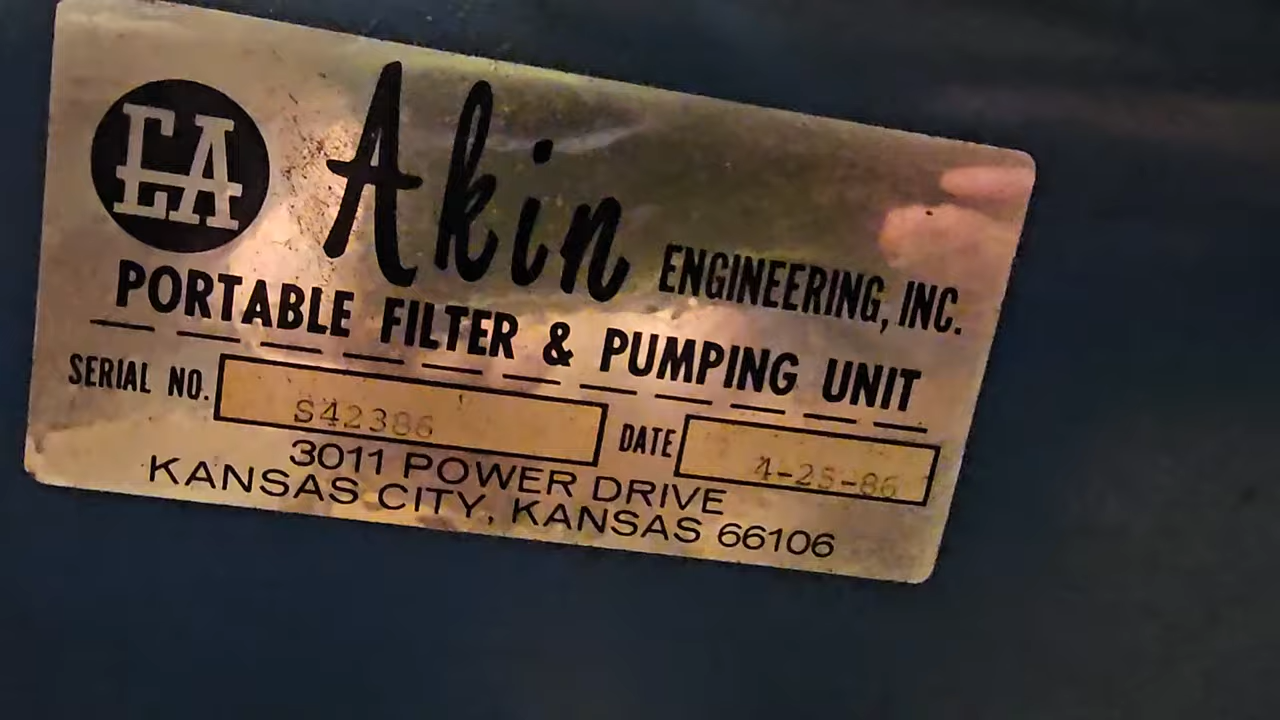 EA Akin ENGINEERING, INC.
PORTABLE FILTER & PUMPING UNIT
SERIAL NO. S42386 DATE 4-25-86
3011 POWER DRIVE
KANSAS CITY, KANSAS 66106